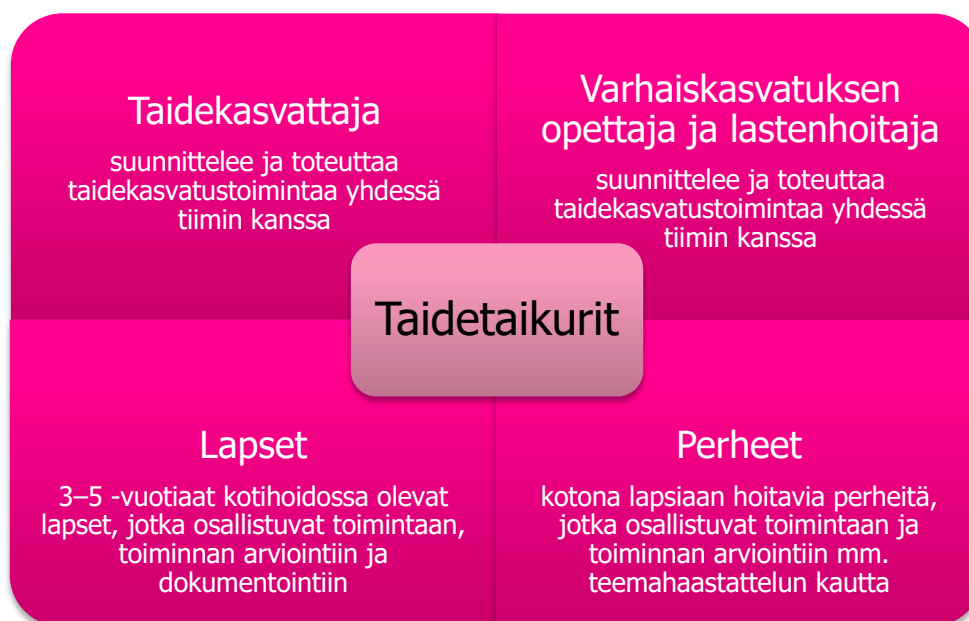 Taidekasvattaja
suunnittelee ja toteuttaa
taidekasvatustoimintaa yhdessä
tiimin kanssa
Varhaiskasvatuksen
opettaja ja lastenhoitaja
suunnittelee ja toteuttaa
taidekasvatustoimintaa yhdessä
tiimin kanssa
Taidetaikurit
Lapset
3–5 -vuotiaat kotihoidossa olevat
lapset, jotka osallistuvat toimintaan,
toiminnan arviointiin ja
dokumentointiin
Perheet
kotona lapsiaan hoitavia perheitä,
jotka osallistuvat toimintaan ja
toiminnan arviointiin mm.
teemahaastattelun kautta